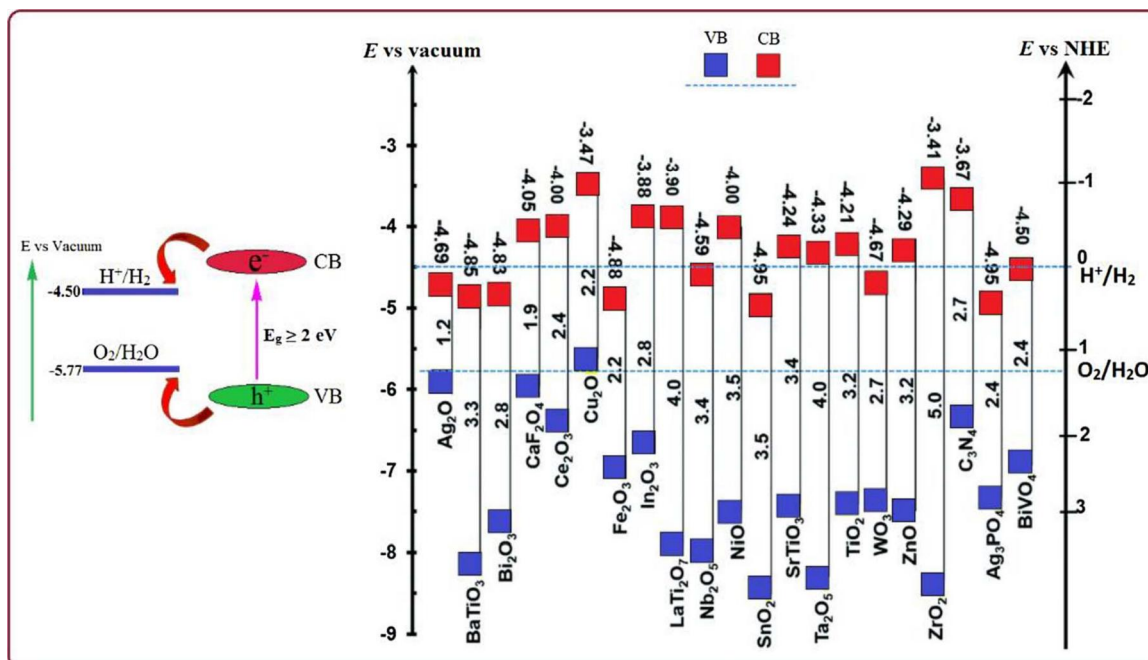 E vs Vacuum
-4.50
H⁺/H₂
-5.77
O₂/H₂O
e⁻
CB
E_g ≥ 2 eV
h⁺
VB
E vs vacuum
VB
CB
E vs NHE
-3
-4
-5
-6
-7
-8
-9
-4.69
1.2
Ag₂O
-4.85
3.3
BaTiO₃
-4.83
2.8
Bi₂O₃
-4.05
1.9
CaF₂O₄
-4.00
2.4
Ce₂O₃
-3.47
2.2
Cu₂O
-4.88
2.2
Fe₂O₃
-3.88
2.8
In₂O₃
-3.90
4.0
LaTi₂O₇
-4.59
3.4
Nb₂O₅
-4.00
3.5
NiO
-4.95
3.5
SnO₂
-4.24
3.4
SrTiO₃
-4.33
4.0
Ta₂O₅
-4.21
3.2
TiO₂
-4.67
2.7
WO₃
-4.29
3.2
ZnO
-3.41
5.0
ZrO₂
-3.67
2.7
C₃N₄
-4.95
2.4
Ag₃PO₄
-4.50
2.4
BiVO₄
-2
-1
0
H⁺/H₂
1
O₂/H₂O
2
3